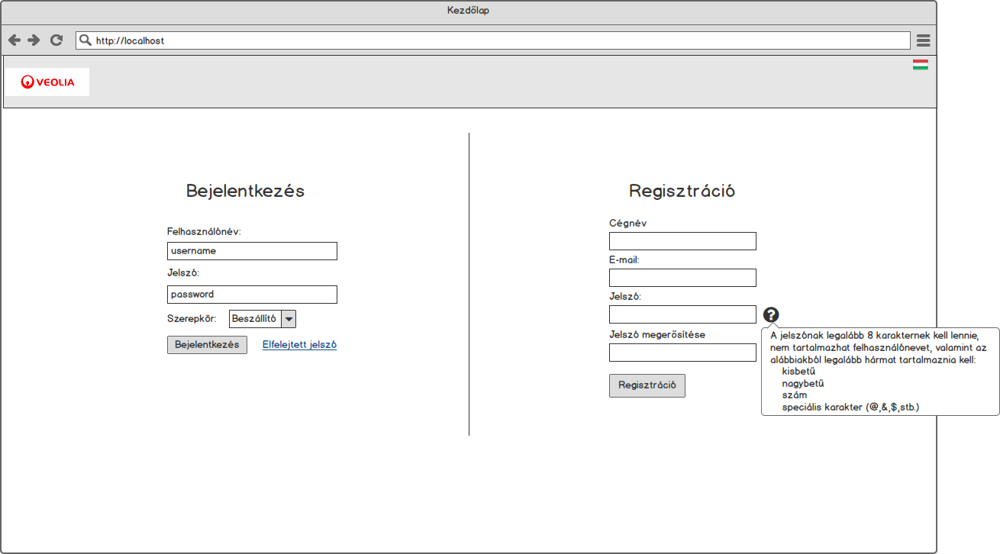 Kezdőlap
http://localhost
VEOLIA
Bejelentkezés
Felhasználónév:
username
Jelszó:
password
Szerepkör: Beszállító
Bejelentkezés Elfelejtett jelszó
Regisztráció
Cégnév
E-mail:
Jelszó:
?
Jelszó megerősítése
Regisztráció
A jelszónak legalább 8 karakternek kell lennie,
nem tartalmazhat felhasználónevet, valamint az
alábbiakból legalább hármat tartalmaznia kell:
kisbetű
nagybetű
szám
speciális karakter (@,&,$,stb.)